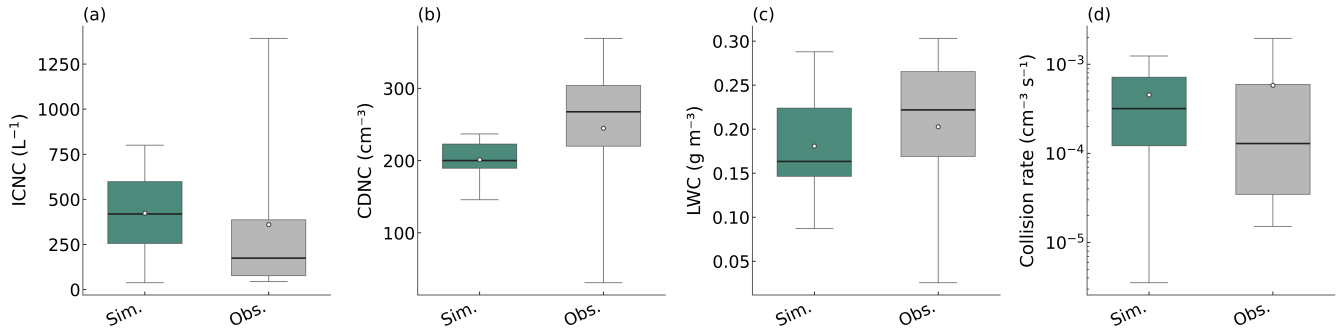 (a)
ICNC (L⁻¹)
1250
1000
750
500
250
0
Sim.
Obs.
(b)
CDNC (cm⁻³)
300
200
100
Sim.
Obs.
(c)
LWC (g m⁻³)
0.30
0.25
0.20
0.15
0.10
0.05
Sim.
Obs.
(d)
Collision rate (cm⁻³ s⁻¹)
10⁻³
10⁻⁴
10⁻⁵
Sim.
Obs.